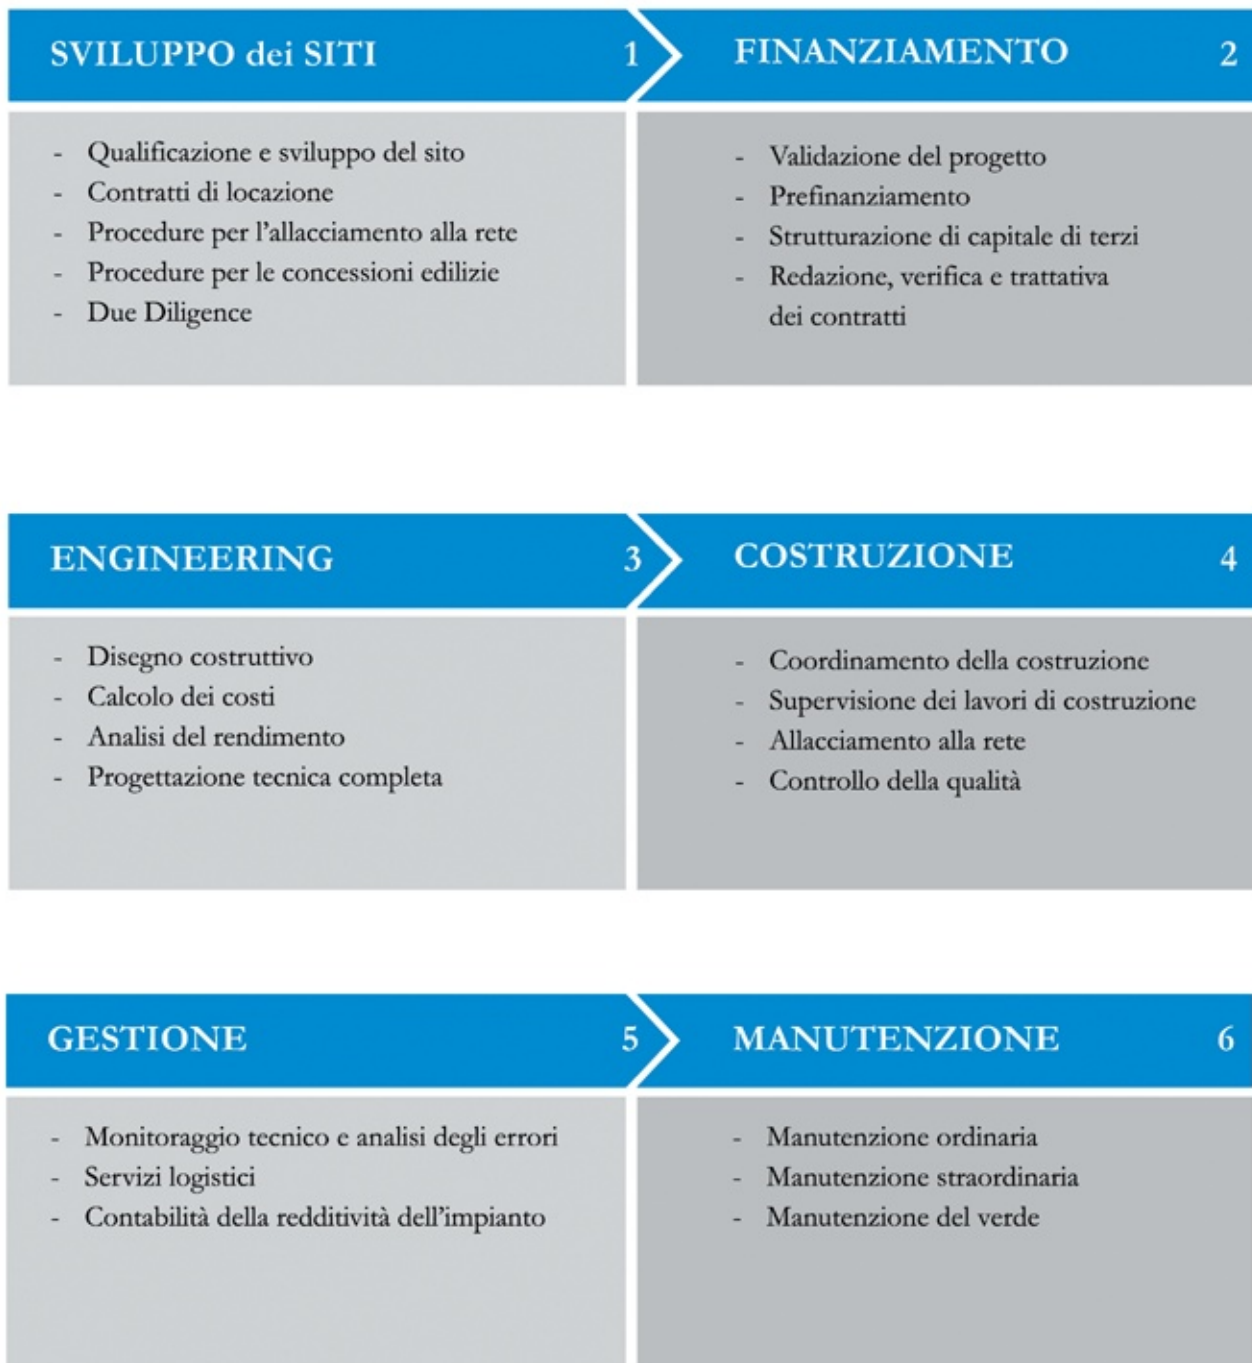 SVILUPPO dei SITI 1
- Qualificazione e sviluppo del sito
- Contratti di locazione
- Procedure per l'allacciamento alla rete
- Procedure per le concessioni edilizie
- Due Diligence
FINANZIAMENTO 2
- Validazione del progetto
- Prefinanziamento
- Strutturazione di capitale di terzi
- Redazione, verifica e trattativa
dei contratti
ENGINEERING 3
- Disegno costruttivo
- Calcolo dei costi
- Analisi del rendimento
- Progettazione tecnica completa
COSTRUZIONE 4
- Coordinamento della costruzione
- Supervisione dei lavori di costruzione
- Allacciamento alla rete
- Controllo della qualità
GESTIONE 5
- Monitoraggio tecnico e analisi degli errori
- Servizi logistici
- Contabilità della redditività dell'impianto
MANUTENZIONE 6
- Manutenzione ordinaria
- Manutenzione straordinaria
- Manutenzione del verde